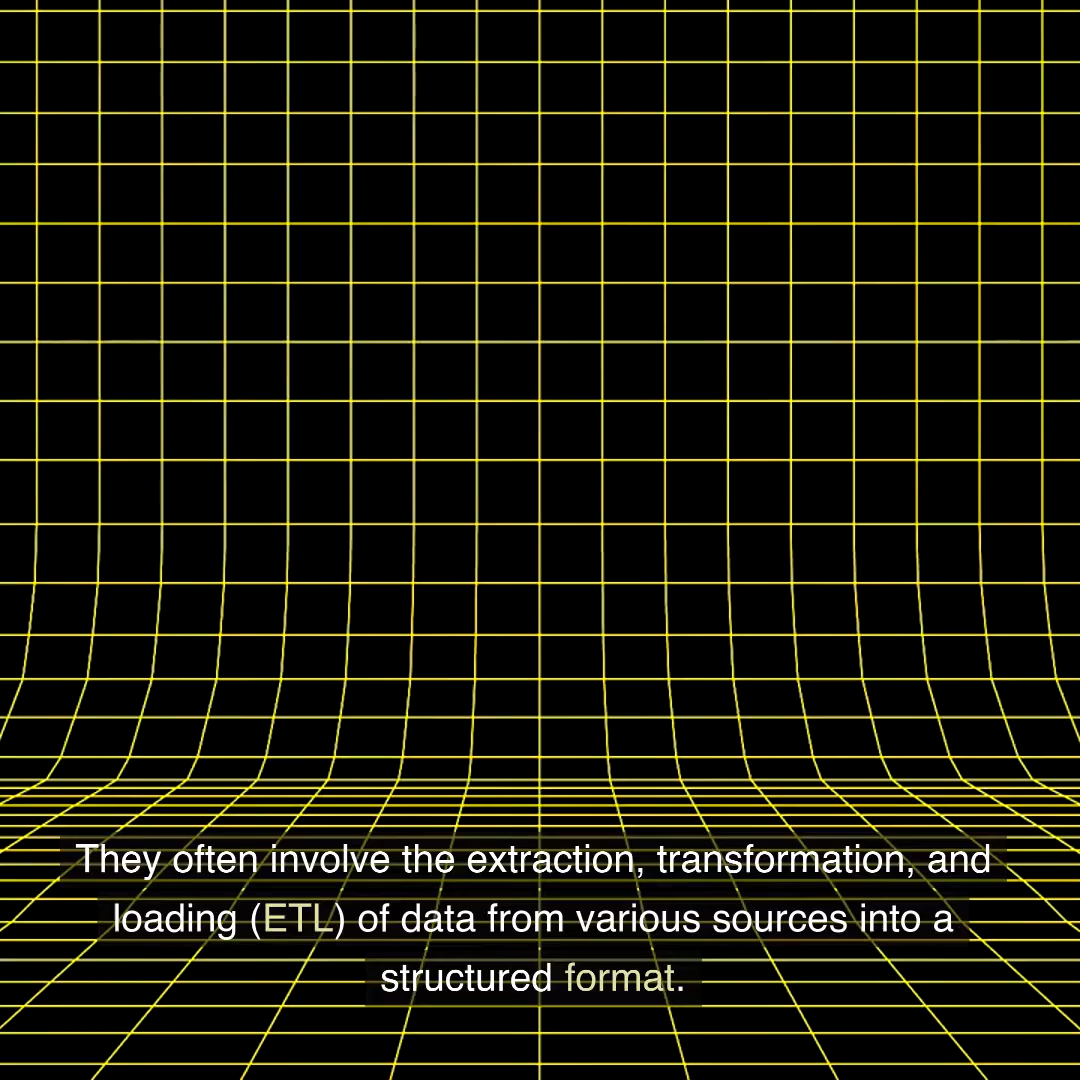 They often involve the extraction, transformation, and
loading (ETL) of data from various sources into a
structured format.